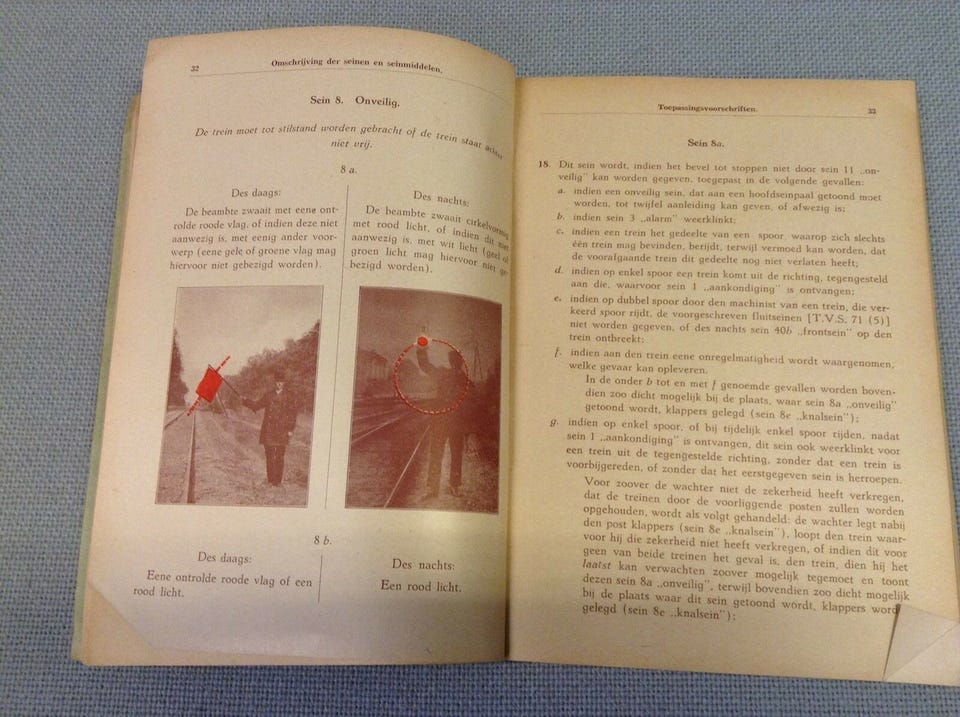 32
Omschrijving der seinen en seinmiddelen.
Sein 8. Onveilig.
De trein moet tot stilstand worden gebracht of de trein staat achter
niet vrij.
8 a.
Des daags:
De beambte zwaait met eene ont-
rolde roode vlag, of indien deze niet
aanwezig is, met eenig ander voor-
werp (eene gele of groene vlag mag
hiervoor niet gebezigd worden).
Des nachts:
De beambte zwaait cirkelvormig
met rood licht, of indien dit niet
aanwezig is, met wit licht (geel of
groen licht mag hiervoor niet ge-
bezigd worden).
8 b.
Des daags:
Eene ontrolde roode vlag of een
rood licht.
Des nachts:
Een rood licht.
Toepassingsvoorschriften.
33
Sein 8a.
18. Dit sein wordt, indien het bevel tot stoppen niet door sein 11 „on-
veilig" kan worden gegeven, toegepast in de volgende gevallen:
a. indien een onveilig sein, dat aan een hoofdseinpaal getoond moet
worden, tot twijfel aanleiding kan geven, of afwezig is;
b. indien sein 3 „alarm" weerklinkt;
c. indien een trein het gedeelte van een spoor, waarop zich slechts
één trein mag bevinden, berijdt, terwijl vermoed kan worden, dat
de voorafgaande trein dit gedeelte nog niet verlaten heeft;
d. indien op enkel spoor een trein komt uit de richting, tegengesteld
aan die, waarvoor sein 1 „aankondiging" is ontvangen;
e. indien op dubbel spoor door den machinist van een trein, die ver-
keerd spoor rijdt, de voorgeschreven fluitseinen [T.V.S. 71 (5)]
niet worden gegeven, of des nachts sein 40b „frontsein" op den
trein ontbreekt;
f. indien aan den trein eene onregelmatigheid wordt waargenomen,
welke gevaar kan opleveren.
In de onder b tot en met f genoemde gevallen worden boven-
dien zoo dicht mogelijk bij de plaats, waar sein 8a „onveilig"
getoond wordt, klappers gelegd (sein 8e „knalsein").
g. indien op enkel spoor, of bij tijdelijk enkel spoor rijden, nadat
sein 1 „aankondiging" is ontvangen, dit sein ook weerklinkt voor
een trein uit de tegengestelde richting, zonder dat een trein is
voorbijgereden, of zonder dat het eerstgegeven sein is herroepen.
Voor zoover de wachter niet de zekerheid heeft verkregen,
dat de treinen door de voorliggende posten zullen worden
opgehouden, wordt als volgt gehandeld: de wachter legt nabij
den post klappers (sein 8e „knalsein"), loopt den trein waar-
voor hij die zekerheid niet heeft verkregen, of indien dit voor
geen van beide treinen het geval is, den trein, dien hij het
laatst kan verwachten zoover mogelijk tegemoet en toont
dezen sein 8a „onveilig", terwijl bovendien zoo dicht mogelijk
bij de plaats waar dit sein getoond wordt, klappers worden
gelegd (sein 8e „knalsein");